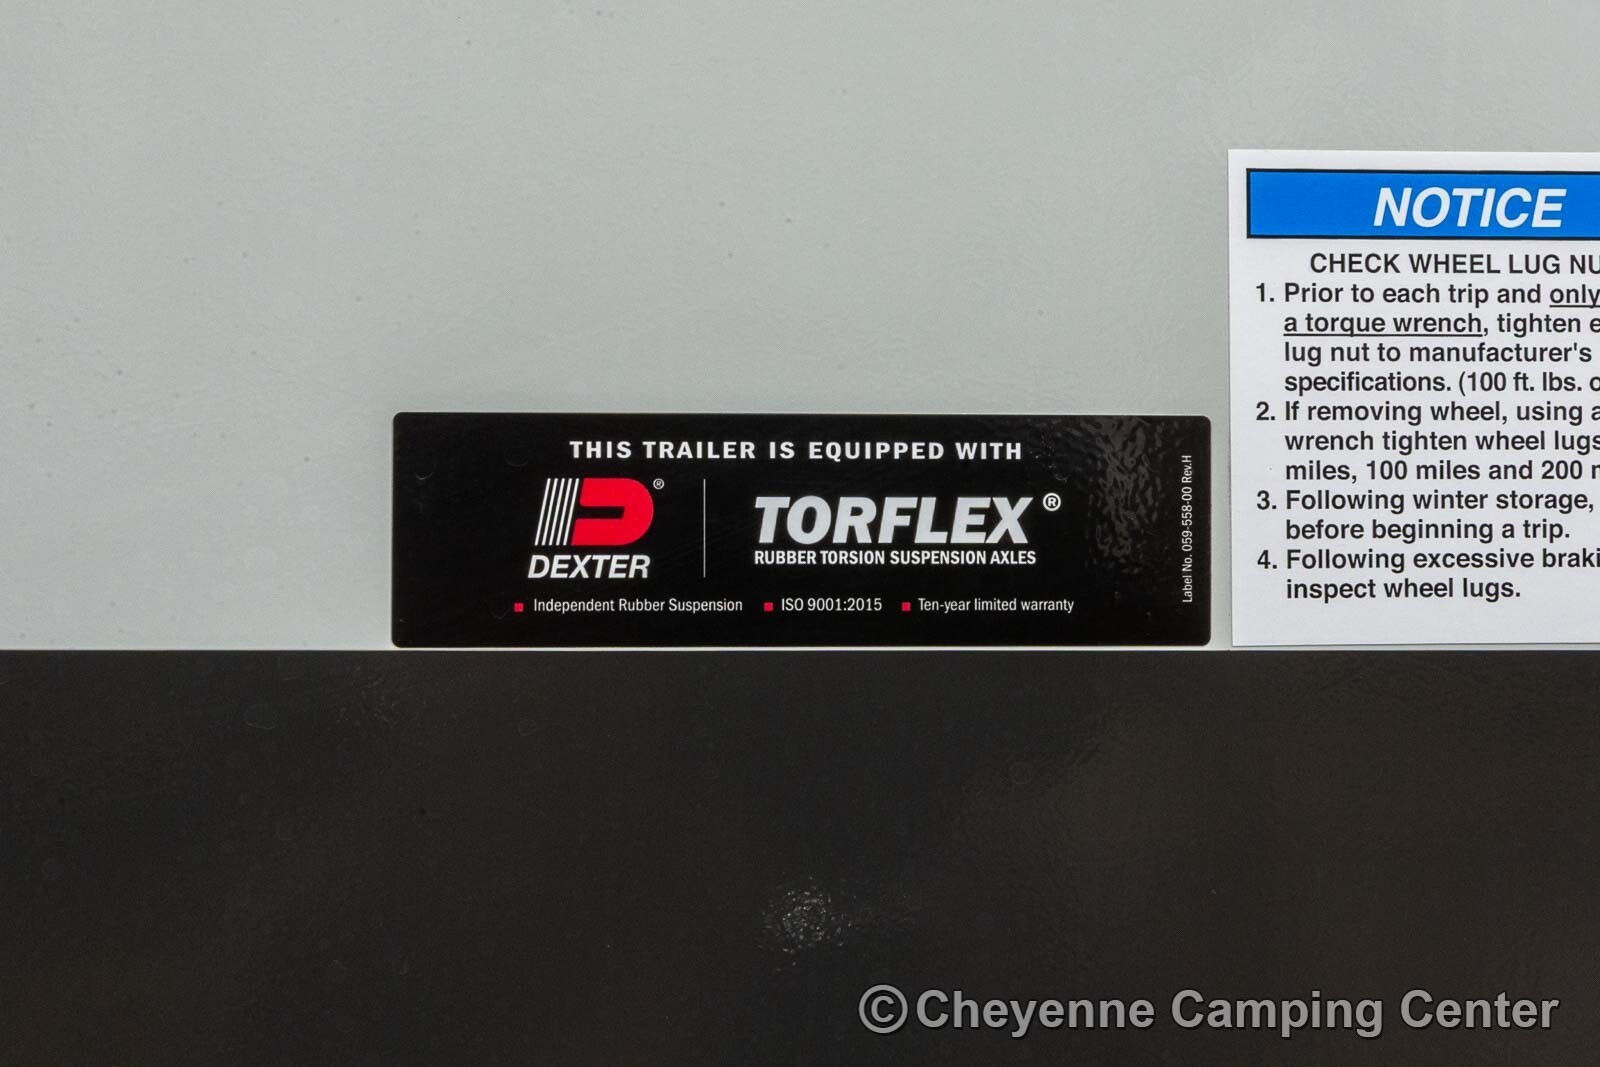 THIS TRAILER IS EQUIPPED WITH
DEXTER®
TORFLEX®
RUBBER TORSION SUSPENSION AXLES
Independent Rubber Suspension
ISO 9001:2015
Ten-year limited warranty
Label No. 059-558-00 Rev.H
NOTICE
CHECK WHEEL LUG
1. Prior to each trip and only
a torque wrench, tighten
lug nut to manufacturer's
specifications. (100 ft. lbs.
2. If removing wheel, using
wrench tighten wheel lugs
miles, 100 miles and 200
3. Following winter storage,
before beginning a trip.
4. Following excessive
inspect wheel lugs.
©Cheyenne Camping Center